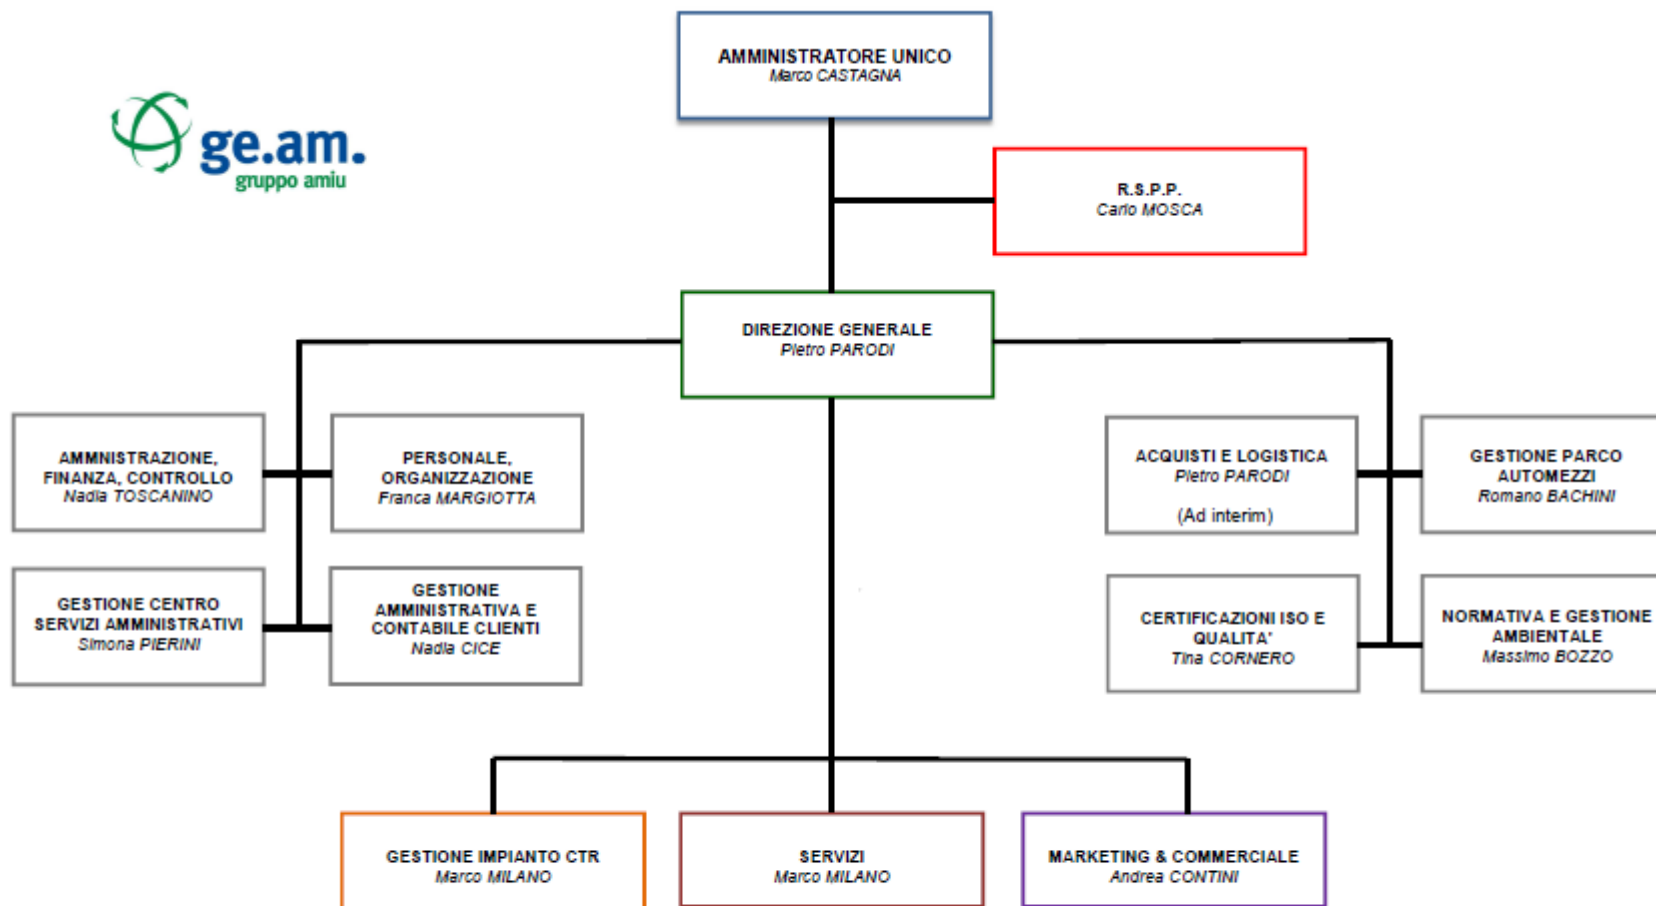 AMMINISTRATORE UNICO
Marco CASTAGNA
ge.am.
gruppo amiu
R.S.P.P.
Carlo MOSCA
DIREZIONE GENERALE
Pietro PARODI
AMMNISTRAZIONE,
FINANZA, CONTROLLO
Nadia TOSCANINO
PERSONALE,
ORGANIZZAZIONE
Franca MARGIOTTA
ACQUISTI E LOGISTICA
Pietro PARODI
(Ad interim)
GESTIONE PARCO
AUTOMEZZI
Romano BACHINI
GESTIONE CENTRO
SERVIZI AMMINISTRATIVI
Simona PIERINI
GESTIONE
AMMINISTRATIVA E
CONTABILE CLIENTI
Nadia CICE
CERTIFICAZIONI ISO E
QUALITA'
Tina CORNERO
NORMATIVA E GESTIONE
AMBIENTALE
Massimo BOZZO
GESTIONE IMPIANTO CTR
Marco MILANO
SERVIZI
Marco MILANO
MARKETING & COMMERCIALE
Andrea CONTINI